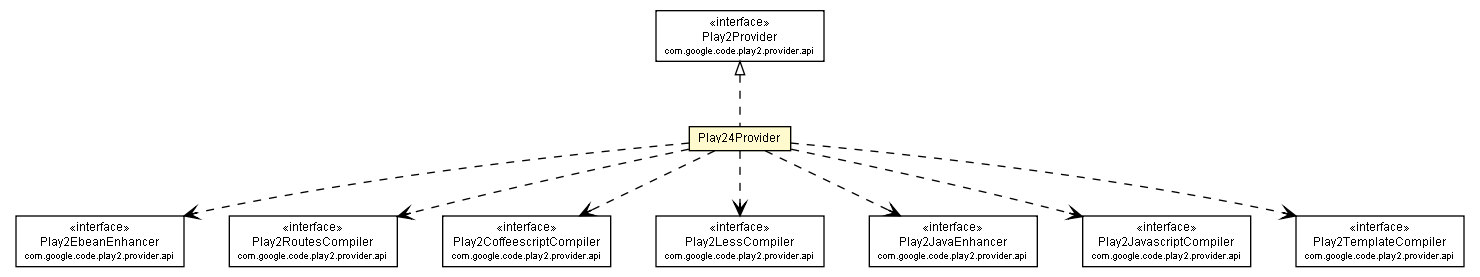 «interface»
Play2Provider
com.google.code.play2.provider.api
Play24Provider
«interface»
Play2EbeanEnhancer
com.google.code.play2.provider.api
«interface»
Play2RoutesCompiler
com.google.code.play2.provider.api
«interface»
Play2CoffeescriptCompiler
com.google.code.play2.provider.api
«interface»
Play2LessCompiler
com.google.code.play2.provider.api
«interface»
Play2JavaEnhancer
com.google.code.play2.provider.api
«interface»
Play2JavascriptCompiler
com.google.code.play2.provider.api
«interface»
Play2TemplateCompiler
com.google.code.play2.provider.api